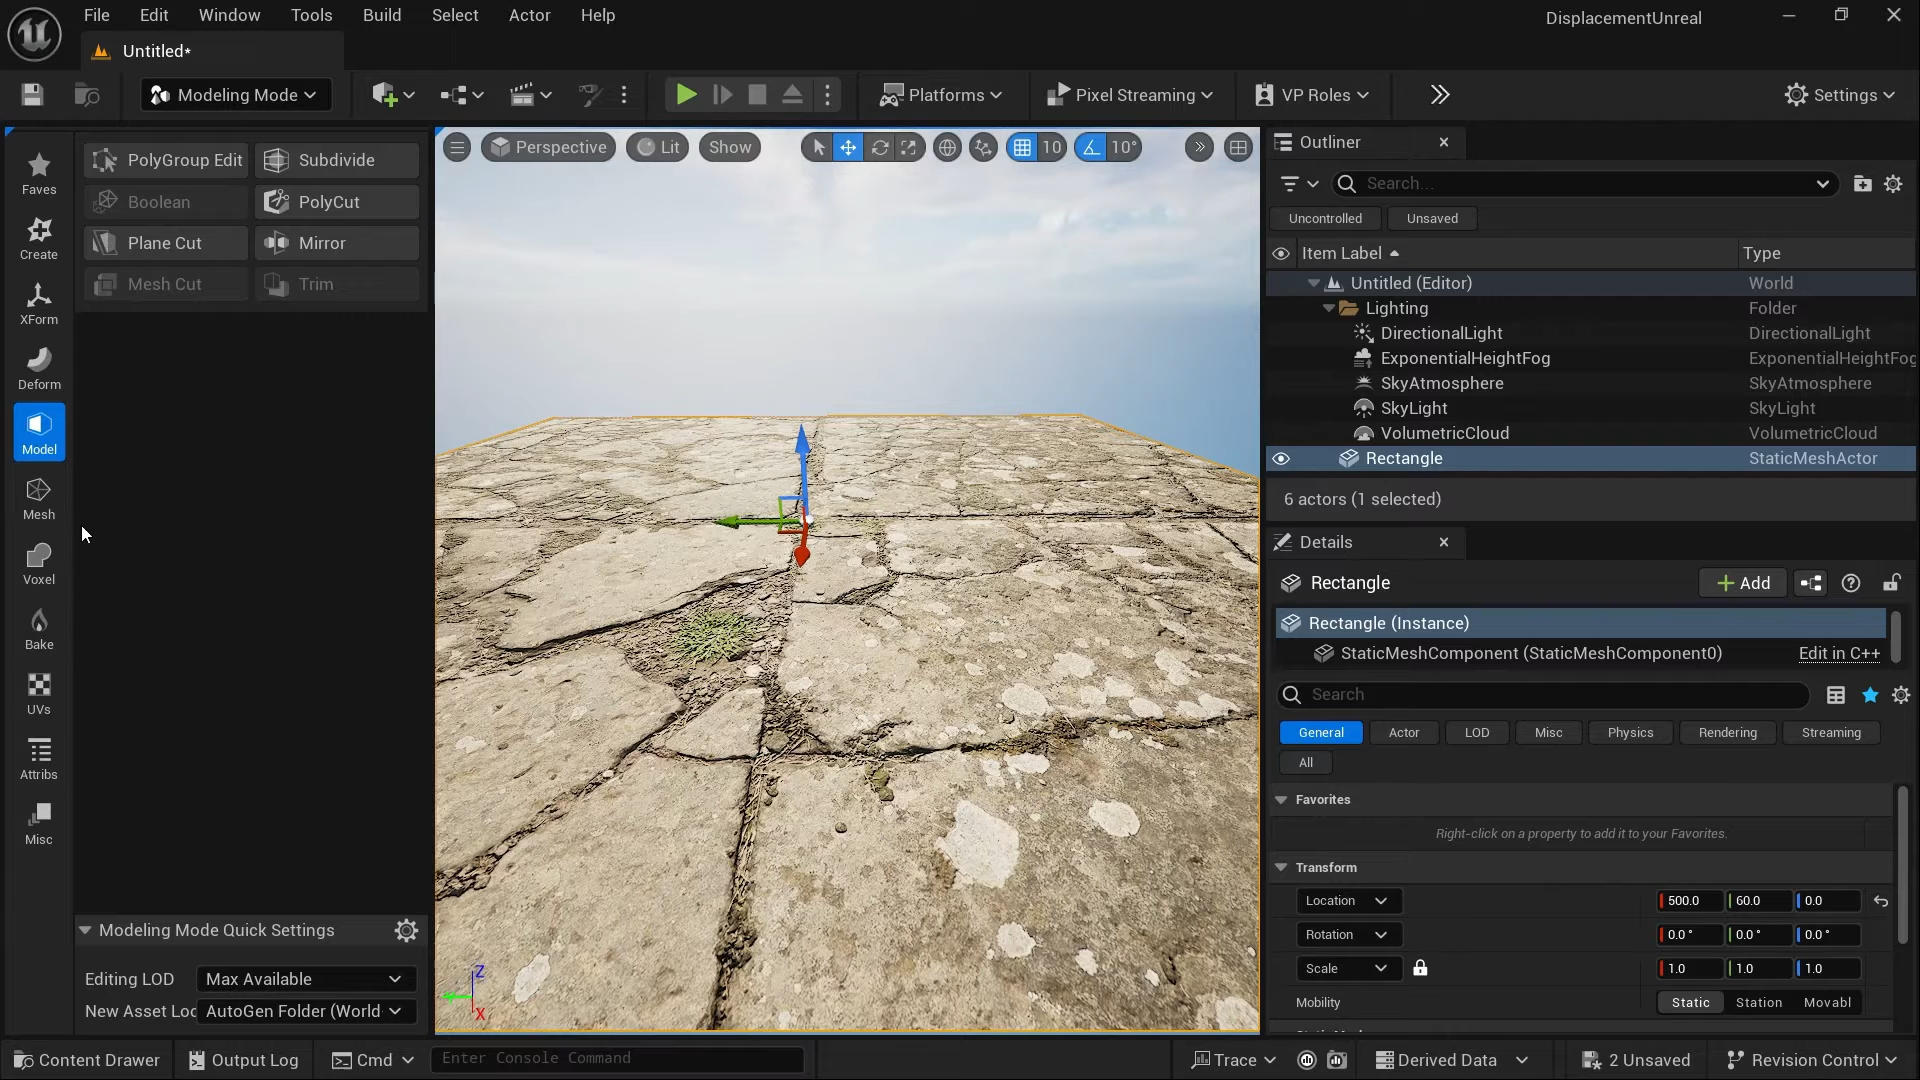 File Edit Window Tools Build Select Actor Help DisplacementUnreal
Untitled*
Modeling Mode Platforms Pixel Streaming VP Roles Settings
PolyGroup Edit Subdivide
Boolean PolyCut
Plane Cut Mirror
Mesh Cut Trim
Faves
Create
XForm
Deform
Model
Mesh
Voxel
Bake
UVs
Attribs
Misc
Modeling Mode Quick Settings
Editing LOD Max Available
New Asset Loc AutoGen Folder (World
Perspective Lit Show 10 10°
Z
X
Outliner
Search...
Uncontrolled Unsaved
Item Label Type
Untitled (Editor) World
Lighting Folder
DirectionalLight DirectionalLight
ExponentialHeightFog ExponentialHeightFog
SkyAtmosphere SkyAtmosphere
SkyLight SkyLight
VolumetricCloud VolumetricCloud
Rectangle StaticMeshActor
6 actors (1 selected)
Details
Rectangle Add
Rectangle (Instance)
StaticMeshComponent (StaticMeshComponent0) Edit in C++
Search
General Actor LOD Misc Physics Rendering Streaming
All
Favorites
Right-click on a property to add it to your Favorites.
Transform
Location 500.0 60.0 0.0
Rotation 0.0° 0.0° 0.0°
Scale 1.0 1.0 1.0
Mobility Static Station Movabl
Content Drawer Output Log Cmd Enter Console Command Trace Derived Data 2 Unsaved Revision Control